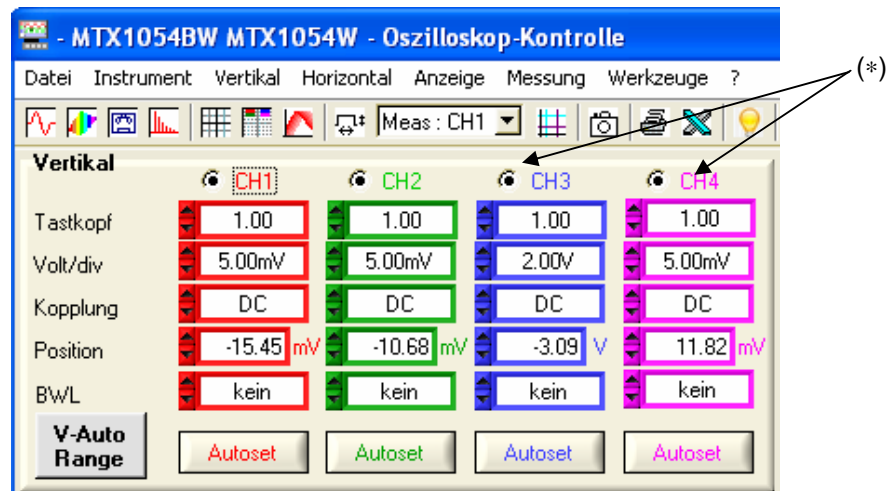 - MTX1054BW MTX1054W - Oszilloskop-Kontrolle
Datei Instrument Vertikal Horizontal Anzeige Messung Werkzeuge ?
(*)
Meas : CH1
Vertikal
CH1 CH2 CH3 CH4
Tastkopf 1.00 1.00 1.00 1.00
Volt/div 5.00mV 5.00mV 2.00V 5.00mV
Kopplung DC DC DC DC
Position -15.45 mV -10.68 mV -3.09 V 11.82 mV
BWL kein kein kein kein
V-Auto
Range Autoset Autoset Autoset Autoset